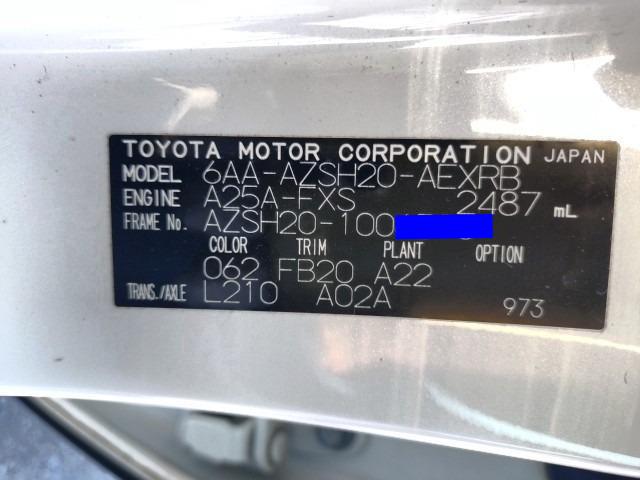 TOYOTA MOTOR CORPORATION JAPAN
MODEL 6AA-AZSH20-AEXRB
ENGINE A25A-FXS 2487 mL
FRAME No. AZSH20-100
COLOR TRIM PLANT OPTION
062 FB20 A22
TRANS./AXLE L210 A02A 973